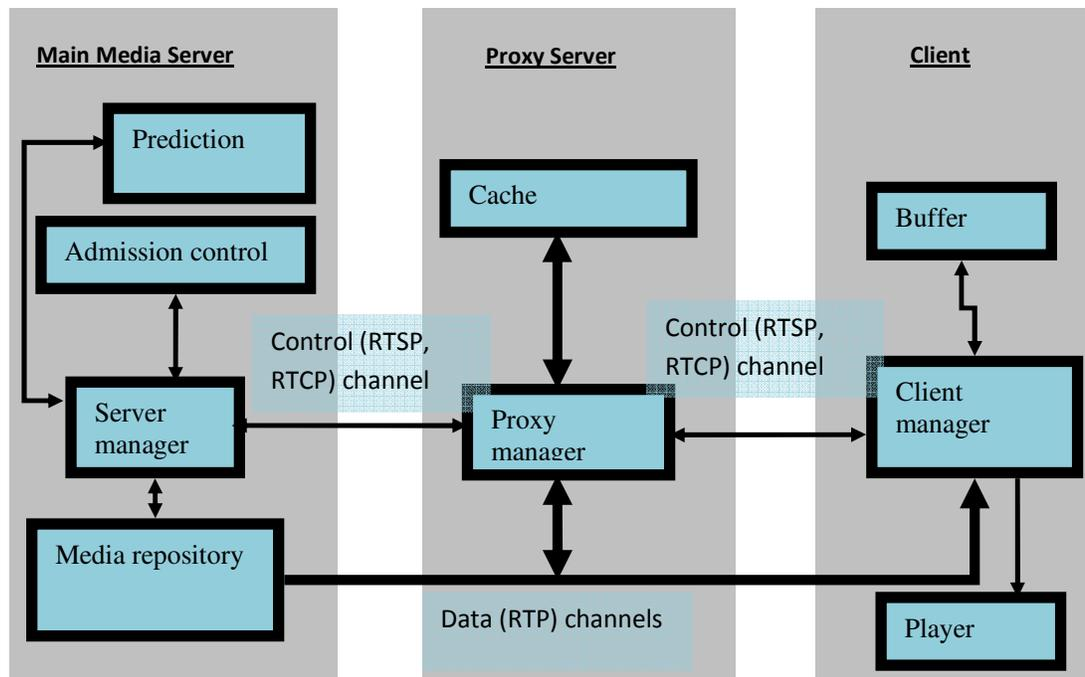 Main Media Server
Prediction
Admission control
Server
manager
Media repository
Control (RTSP,
RTCP) channel
Proxy Server
Cache
Proxy
manager
Data (RTP) channels
Control (RTSP,
RTCP) channel
Client
Buffer
Client
manager
Player